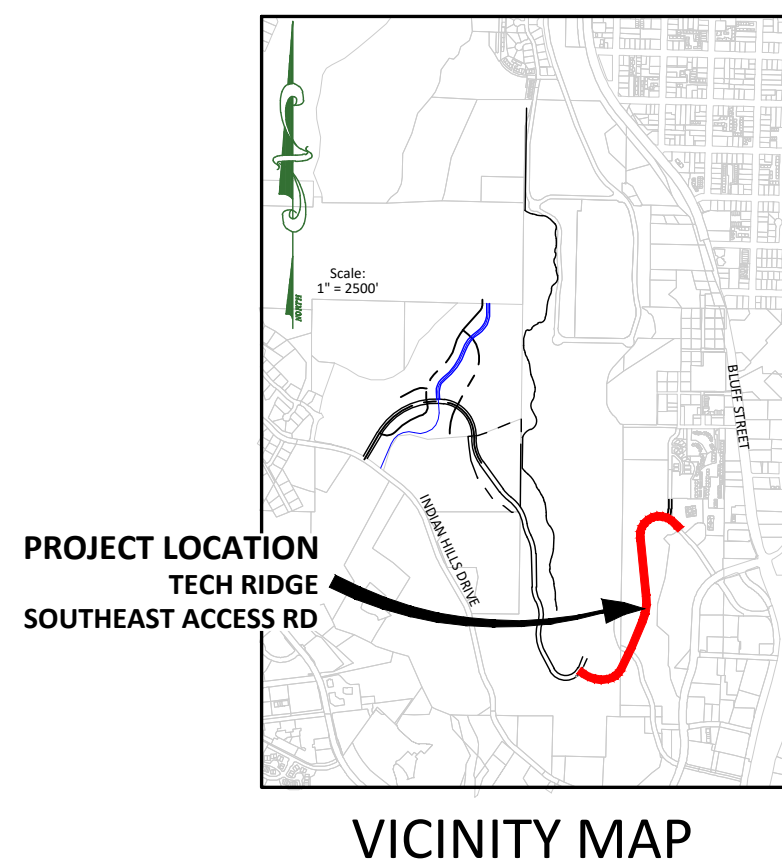 Scale:
1" = 2500'
NORTH
BLUFF STREET
INDIAN HILLS DRIVE
PROJECT LOCATION
TECH RIDGE
SOUTHEAST ACCESS RD
VICINITY MAP